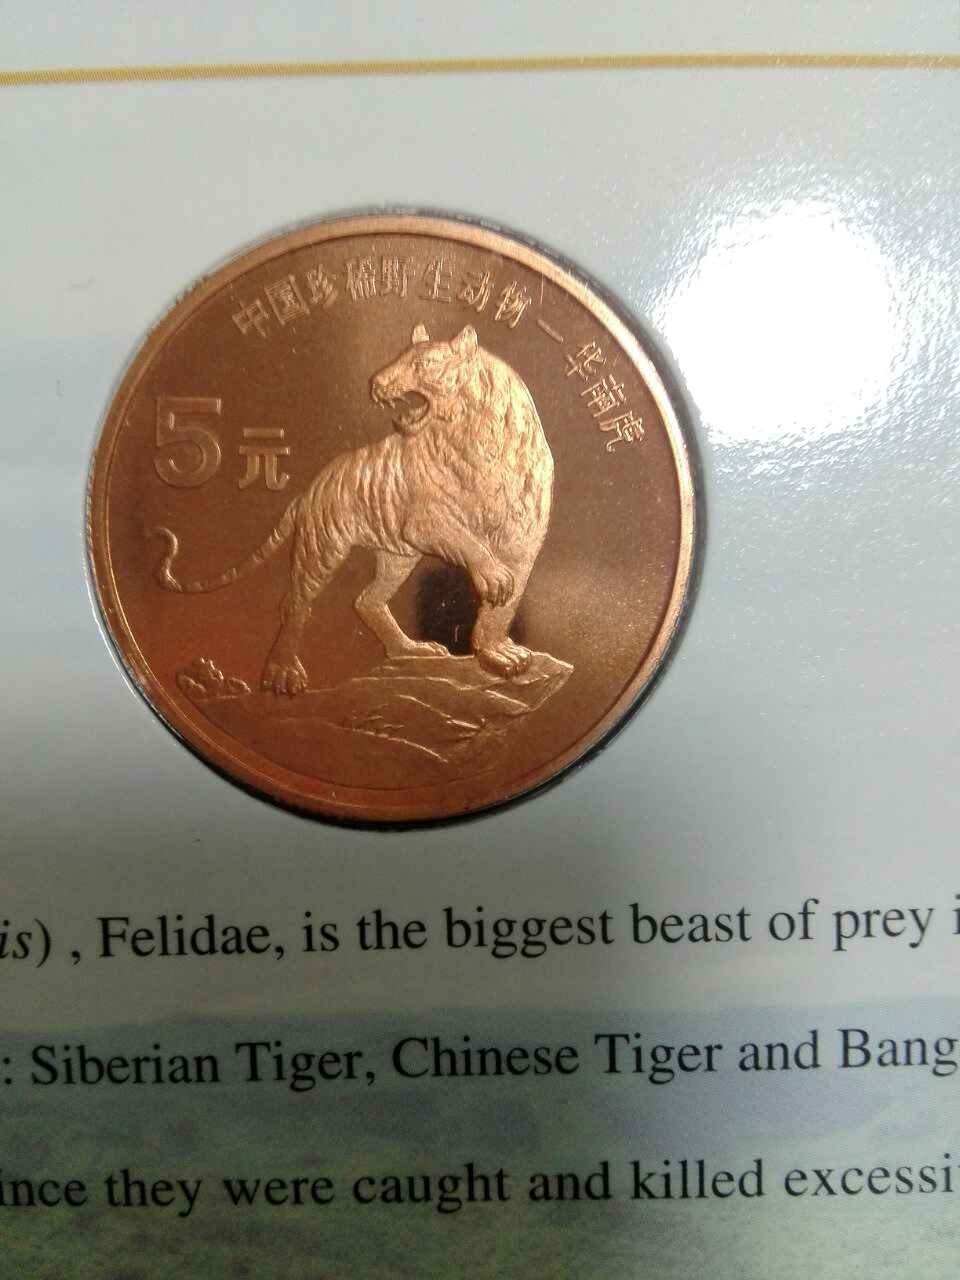 中国珍稀野生动物—华南虎
5元
is), Felidae, is the biggest beast of prey i
: Siberian Tiger, Chinese Tiger and Bang
ince they were caught and killed excessi